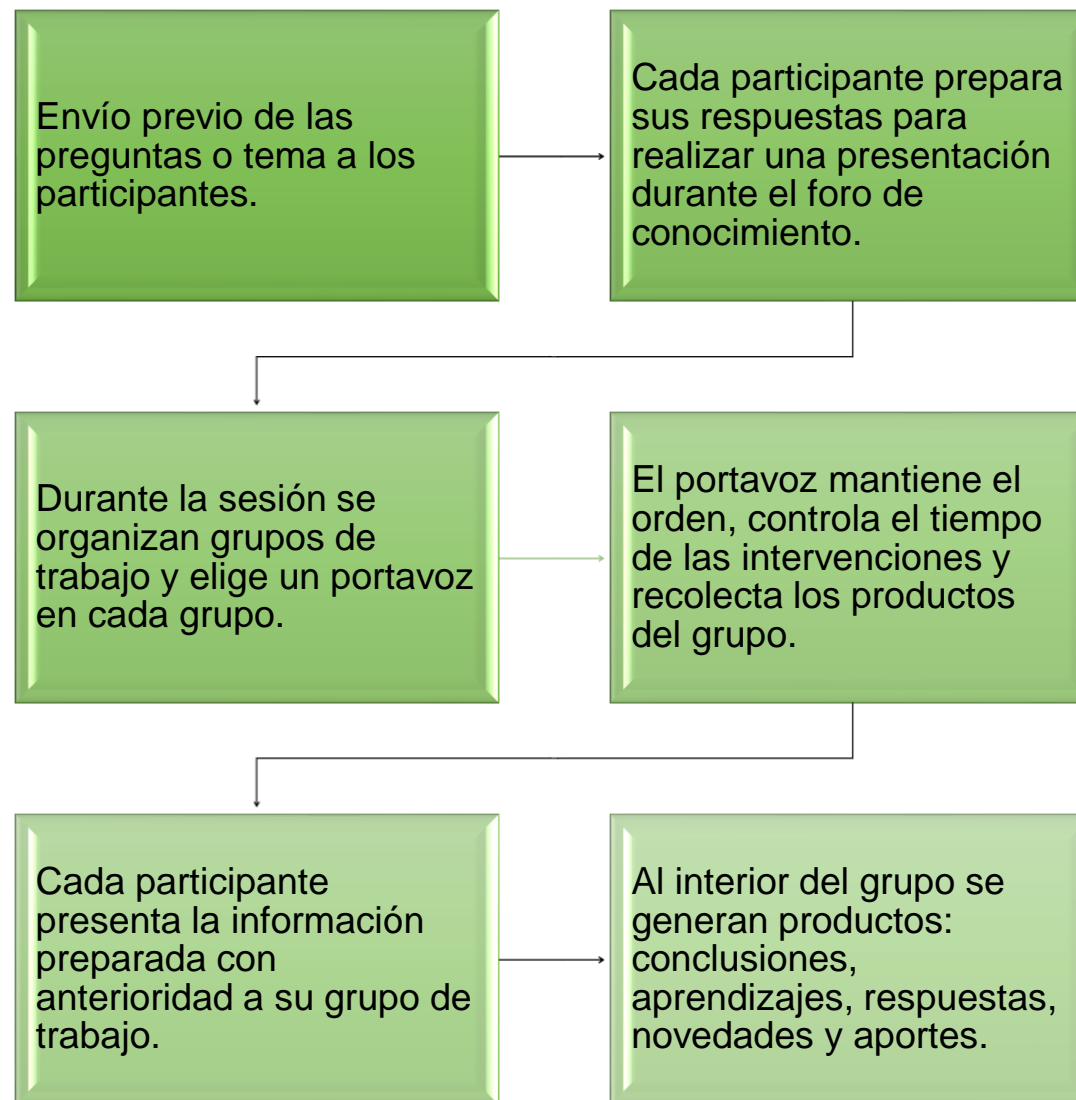 Envío previo de las
preguntas o tema a los
participantes.
Cada participante prepara
sus respuestas para
realizar una presentación
durante el foro de
conocimiento.
Durante la sesión se
organizan grupos de
trabajo y elige un portavoz
en cada grupo.
El portavoz mantiene el
orden, controla el tiempo
de las intervenciones y
recolecta los productos
del grupo.
Cada participante
presenta la información
preparada con
anterioridad a su grupo de
trabajo.
Al interior del grupo se
generan productos:
conclusiones,
aprendizajes, respuestas,
novedades y aportes.